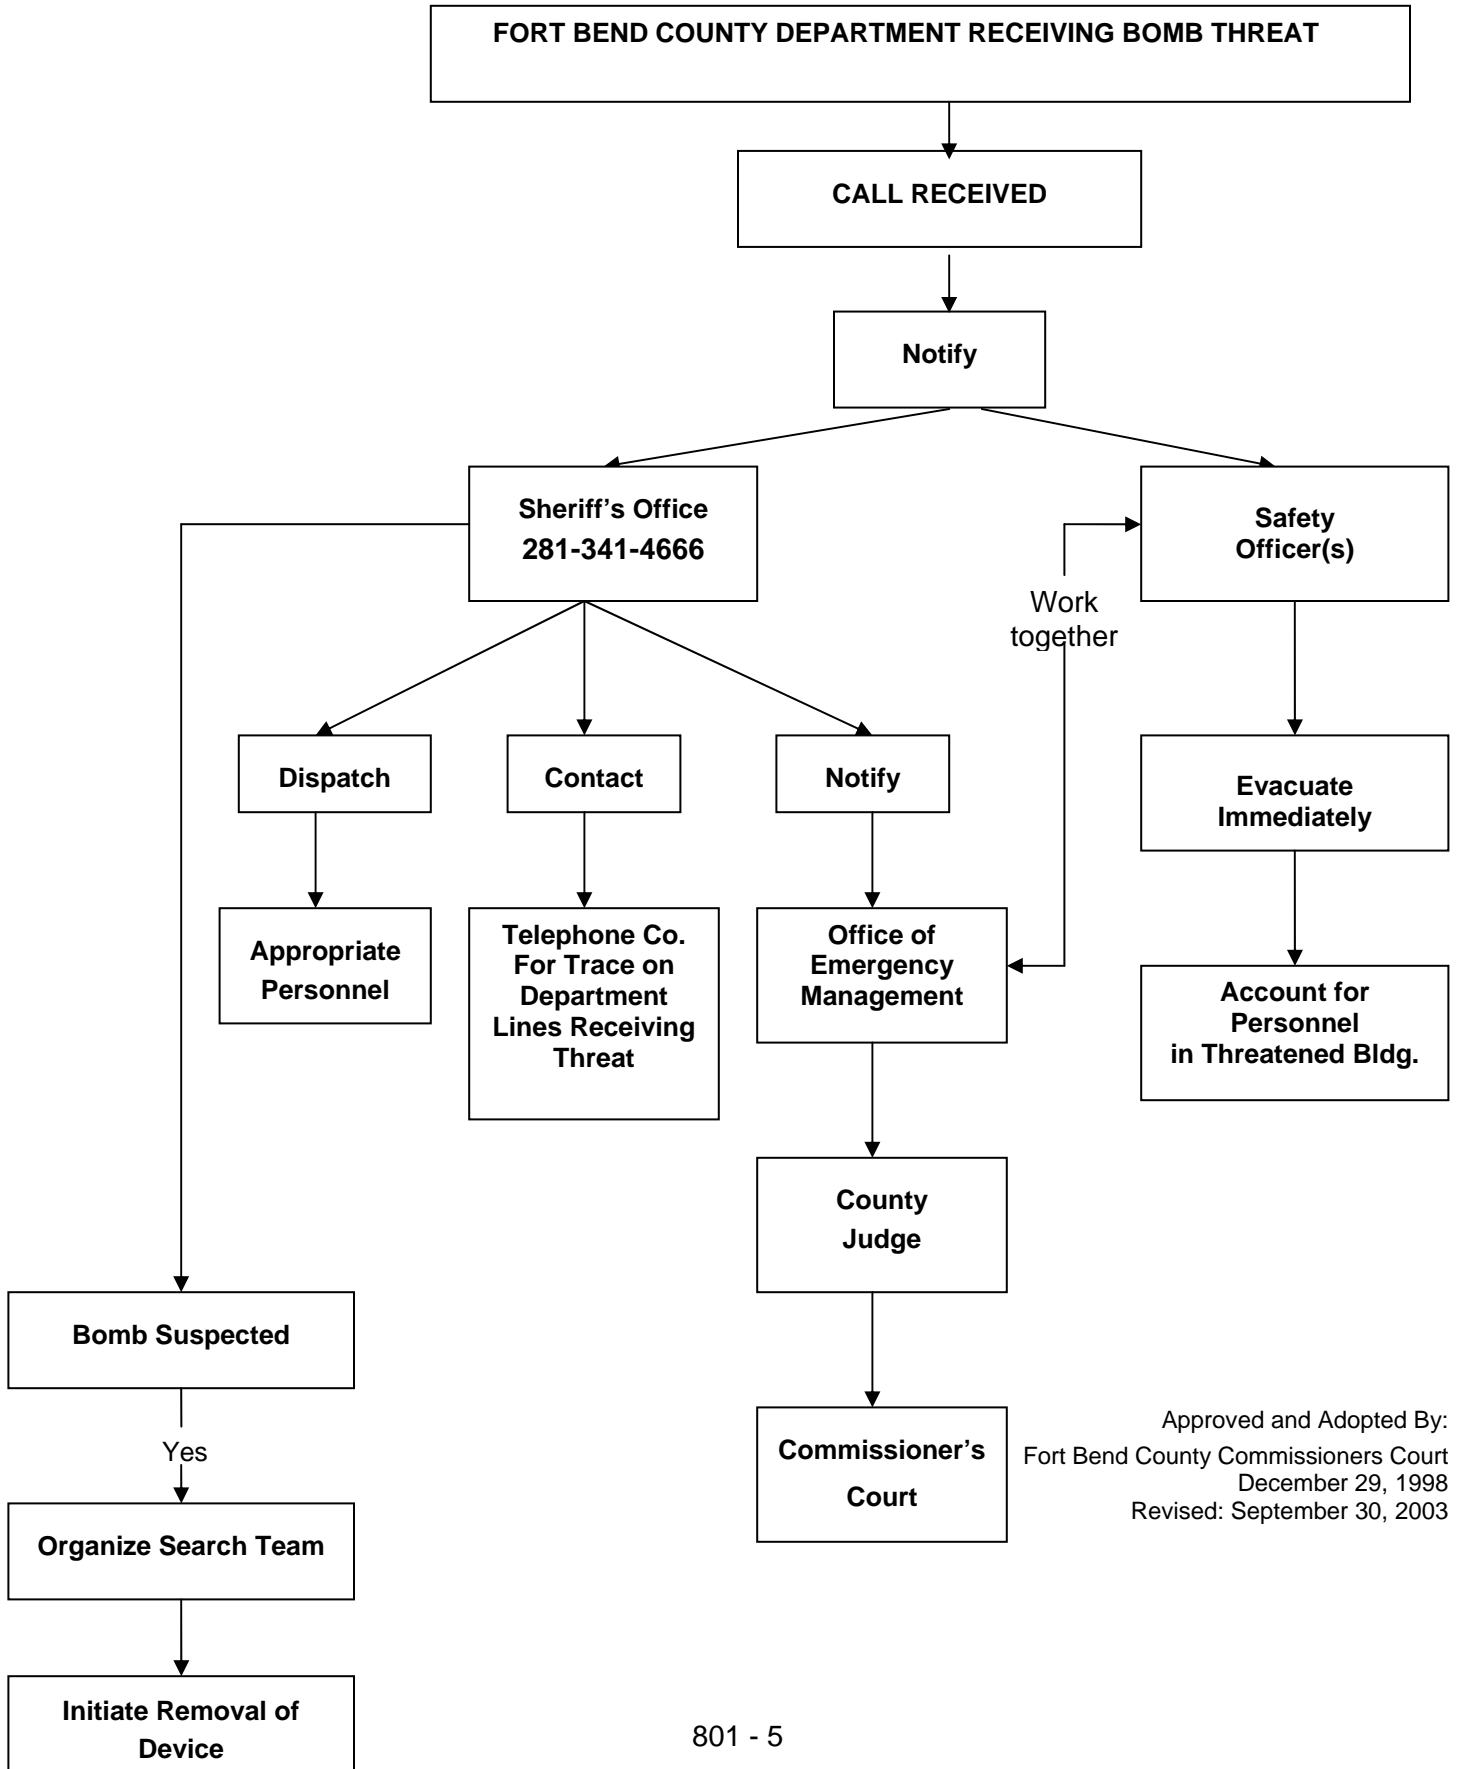 FORT BEND COUNTY DEPARTMENT RECEIVING BOMB THREAT
CALL RECEIVED
Notify
Sheriff’s Office
281-341-4666
Safety
Officer(s)
Work
together
Dispatch
Contact
Notify
Evacuate
Immediately
Appropriate
Personnel
Telephone Co.
For Trace on
Department
Lines Receiving
Threat
Office of
Emergency
Management
Account for
Personnel
in Threatened Bldg.
County
Judge
Bomb Suspected
Yes
Commissioner’s
Court
Approved and Adopted By:
Fort Bend County Commissioners Court
December 29, 1998
Revised: September 30, 2003
Organize Search Team
Initiate Removal of
Device
801 - 5